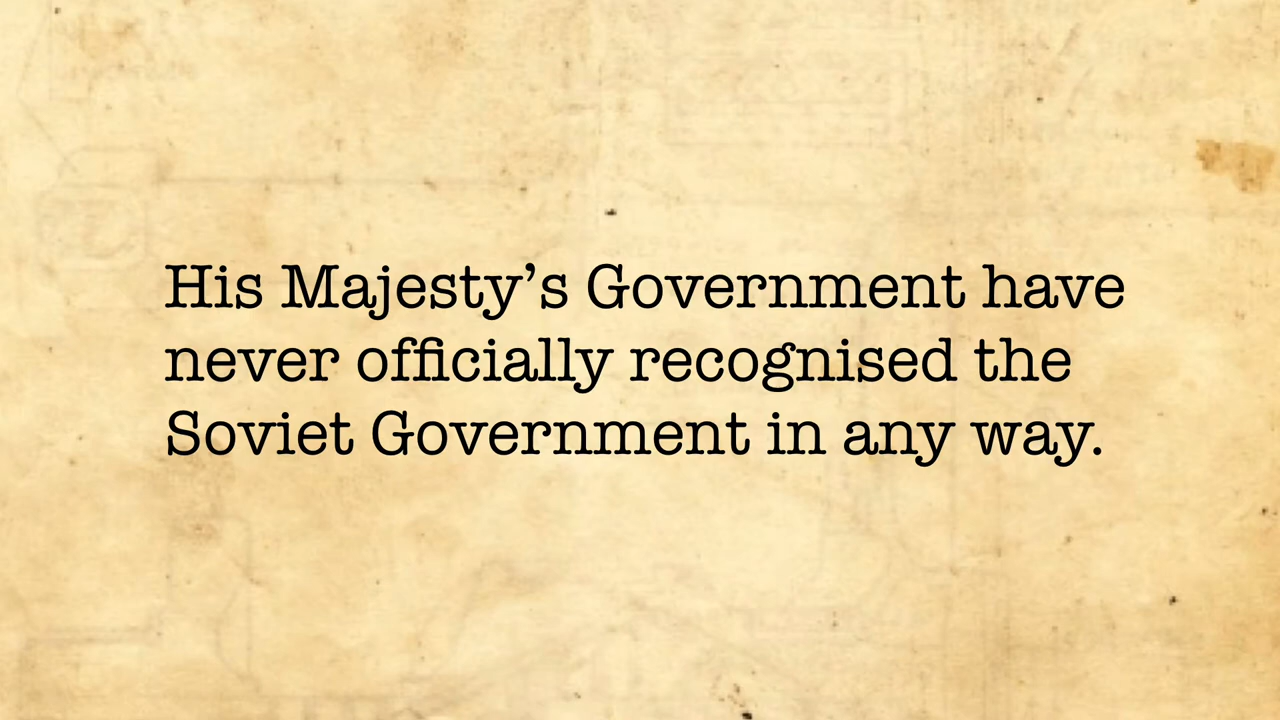 His Majesty’s Government have
never officially recognised the
Soviet Government in any way.